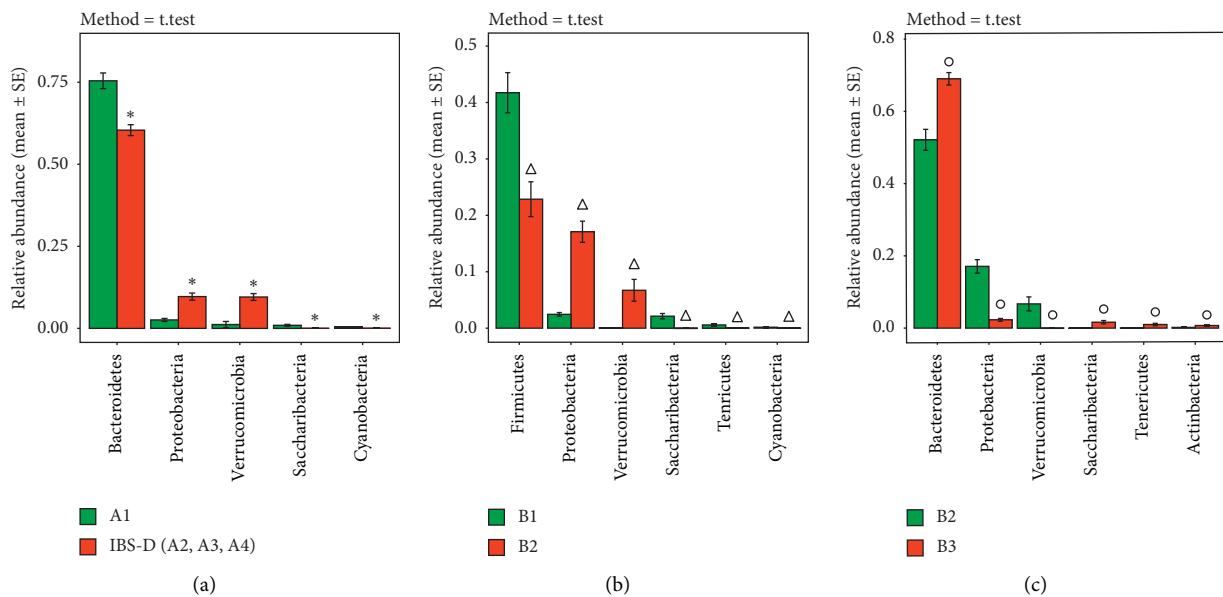 Method = t.test
Relative abundance (mean ± SE)
0.75
0.50
0.25
0.00
*
*
*
*
*
Bacteroidetes
Proteobacteria
Verrucomicrobia
Saccharibacteria
Cyanobacteria
A1
IBS-D (A2, A3, A4)
(a)
Method = t.test
Relative abundance (mean ± SE)
0.5
0.4
0.3
0.2
0.1
0.0
Δ
Δ
Δ
Δ
Δ
Δ
Firmicutes
Proteobacteria
Verrucomicrobia
Saccharibacteria
Tenricutes
Cyanobacteria
B1
B2
(b)
Method = t.test
Relative abundance (mean ± SE)
0.8
0.6
0.4
0.2
0.0
Bacteroidetes
Protebacteria
Verrucomicrobia
Saccharibacteria
Tenericutes
Actinbacteria
B2
B3
(c)